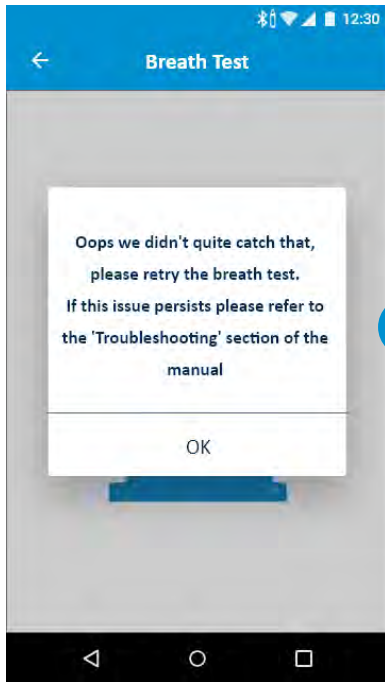 12:30
Breath Test
Oops we didn't quite catch that,
please retry the breath test.
If this issue persists please refer to
the 'Troubleshooting' section of the
manual
OK